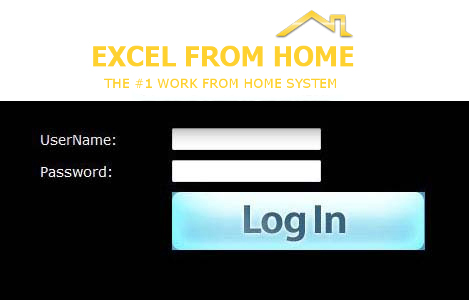 EXCEL FROM HOME
THE #1 WORK FROM HOME SYSTEM
UserName:
Password:
Log In